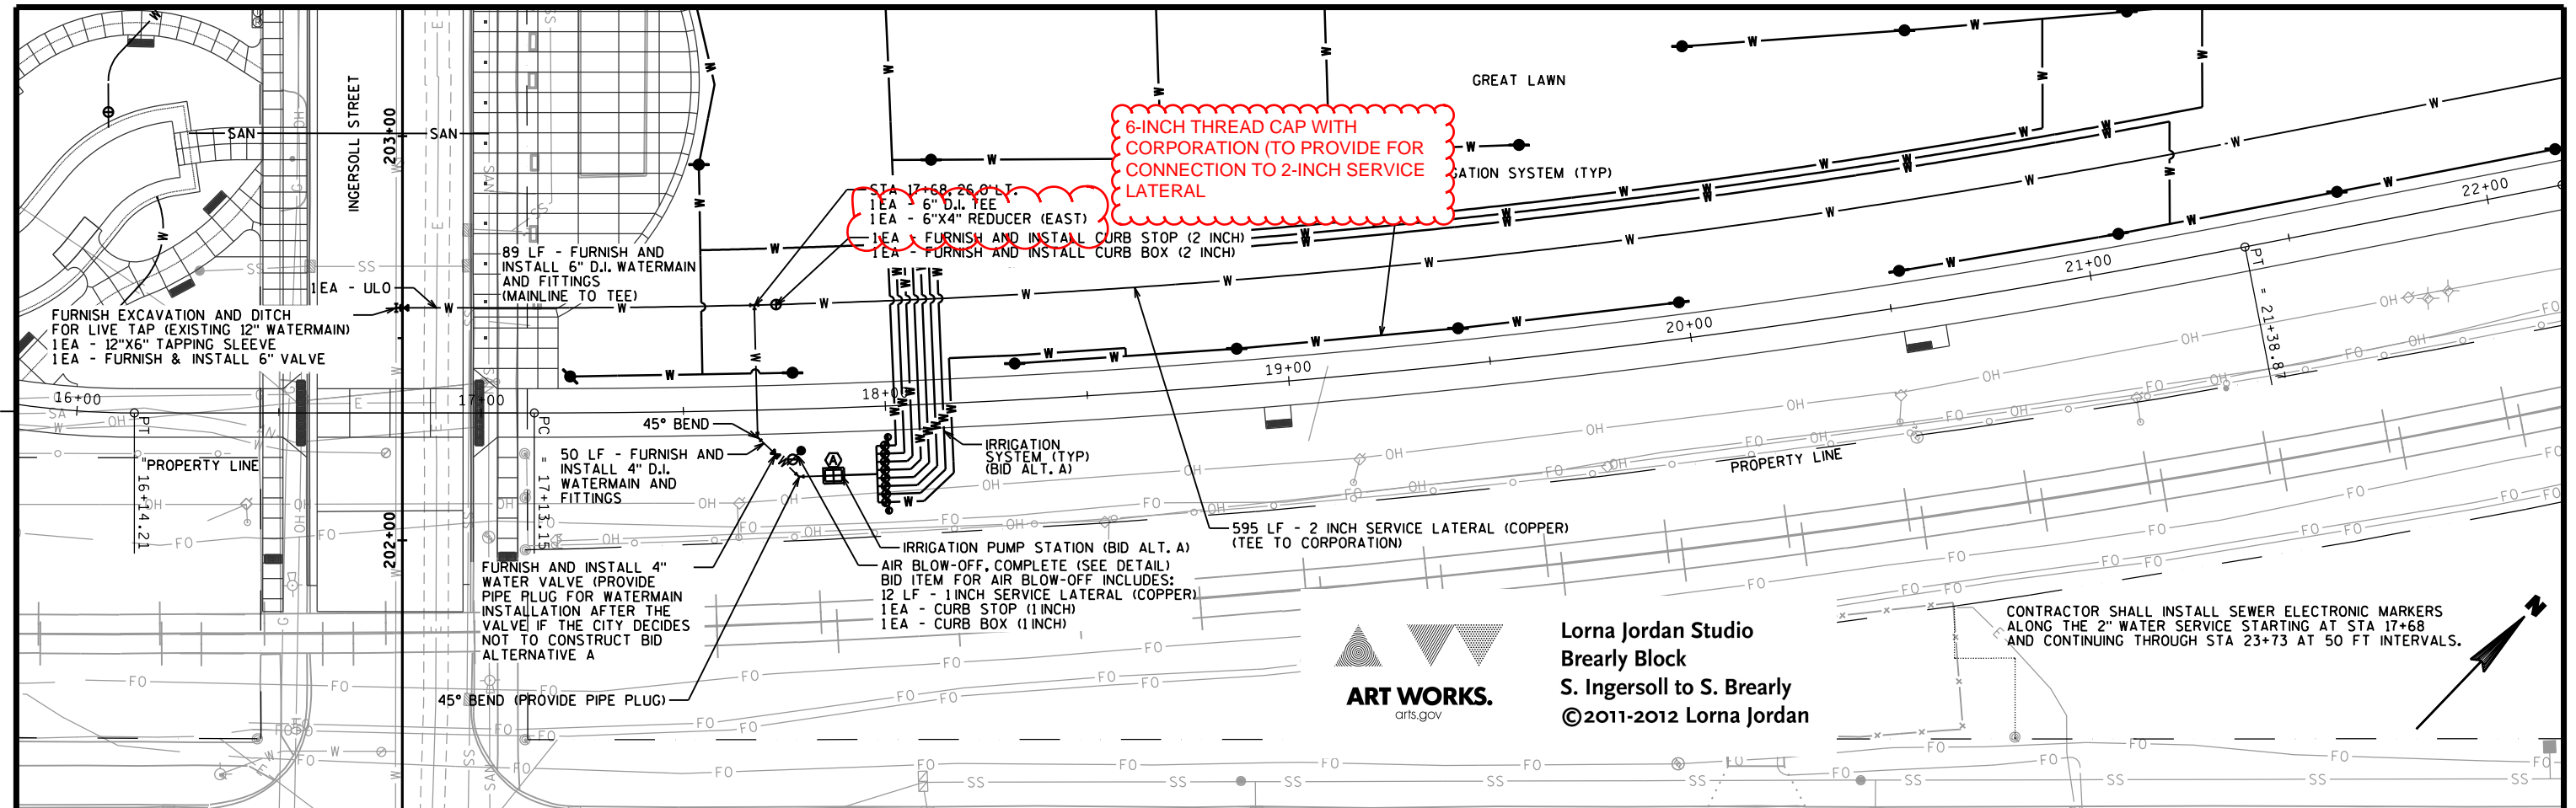 GREAT LAWN
INGERSOLL STREET
203+00
SAN
SAN
6-INCH THREAD CAP WITH
CORPORATION (TO PROVIDE FOR
CONNECTION TO 2-INCH SERVICE
LATERAL
GATION SYSTEM (TYP)
STA 17+68, 26.0' LT.
1 EA - 6" D.I. TEE
1 EA - 6"X4" REDUCER (EAST)
1 EA - FURNISH AND INSTALL CURB STOP (2 INCH)
1 EA - FURNISH AND INSTALL CURB BOX (2 INCH)
89 LF - FURNISH AND
INSTALL 6" D.I. WATERMAIN
AND FITTINGS
(MAINLINE TO TEE)
1 EA - ULO
FURNISH EXCAVATION AND DITCH
FOR LIVE TAP (EXISTING 12" WATERMAIN)
1 EA - 12"X6" TAPPING SLEEVE
1 EA - FURNISH & INSTALL 6" VALVE
16+00
17+00
18+00
19+00
20+00
21+00
22+00
PT = 21+38.87
PT = 16+14.21
PC = 17+13.15
45° BEND
50 LF - FURNISH AND
INSTALL 4" D.I.
WATERMAIN AND
FITTINGS
A
IRRIGATION
SYSTEM (TYP)
(BID ALT. A)
PROPERTY LINE
PROPERTY LINE
202+00
595 LF - 2 INCH SERVICE LATERAL (COPPER)
(TEE TO CORPORATION)
IRRIGATION PUMP STATION (BID ALT. A)
AIR BLOW-OFF, COMPLETE (SEE DETAIL)
BID ITEM FOR AIR BLOW-OFF INCLUDES:
12 LF - 1 INCH SERVICE LATERAL (COPPER)
1 EA - CURB STOP (1 INCH)
1 EA - CURB BOX (1 INCH)
FURNISH AND INSTALL 4"
WATER VALVE (PROVIDE
PIPE PLUG FOR WATERMAIN
INSTALLATION AFTER THE
VALVE IF THE CITY DECIDES
NOT TO CONSTRUCT BID
ALTERNATIVE A
45° BEND (PROVIDE PIPE PLUG)
ART WORKS.
arts.gov
Lorna Jordan Studio
Brearly Block
S. Ingersoll to S. Brearly
©2011-2012 Lorna Jordan
CONTRACTOR SHALL INSTALL SEWER ELECTRONIC MARKERS
ALONG THE 2" WATER SERVICE STARTING AT STA 17+68
AND CONTINUING THROUGH STA 23+73 AT 50 FT INTERVALS.
N